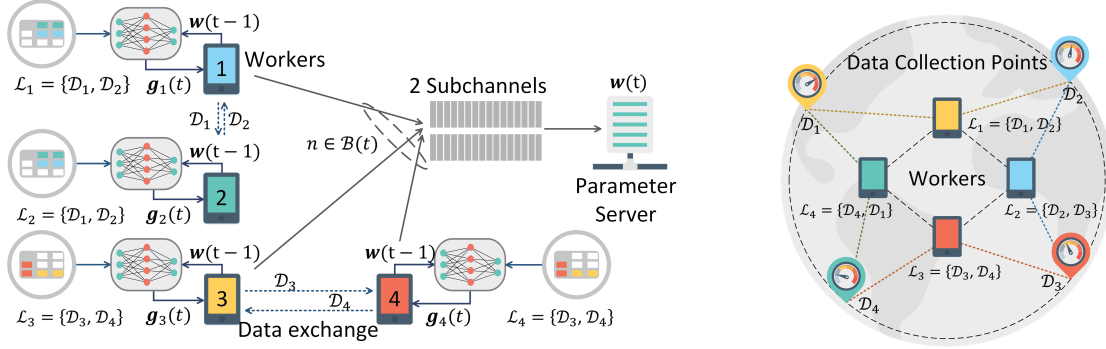 w(t−1)
1
Workers
ℒ₁ = {𝒟₁, 𝒟₂}
g₁(t)
𝒟₁
𝒟₂
w(t−1)
2
ℒ₂ = {𝒟₁, 𝒟₂}
g₂(t)
w(t−1)
3
ℒ₃ = {𝒟₃, 𝒟₄}
g₃(t)
𝒟₃
𝒟₄
Data exchange
w(t−1)
4
g₄(t)
ℒ₄ = {𝒟₃, 𝒟₄}
n ∈ ℬ(t)
2 Subchannels
w(t)
Parameter
Server
Data Collection Points
𝒟₁
𝒟₂
ℒ₁ = {𝒟₁, 𝒟₂}
Workers
ℒ₄ = {𝒟₄, 𝒟₁}
ℒ₂ = {𝒟₂, 𝒟₃}
ℒ₃ = {𝒟₃, 𝒟₄}
𝒟₃
𝒟₄